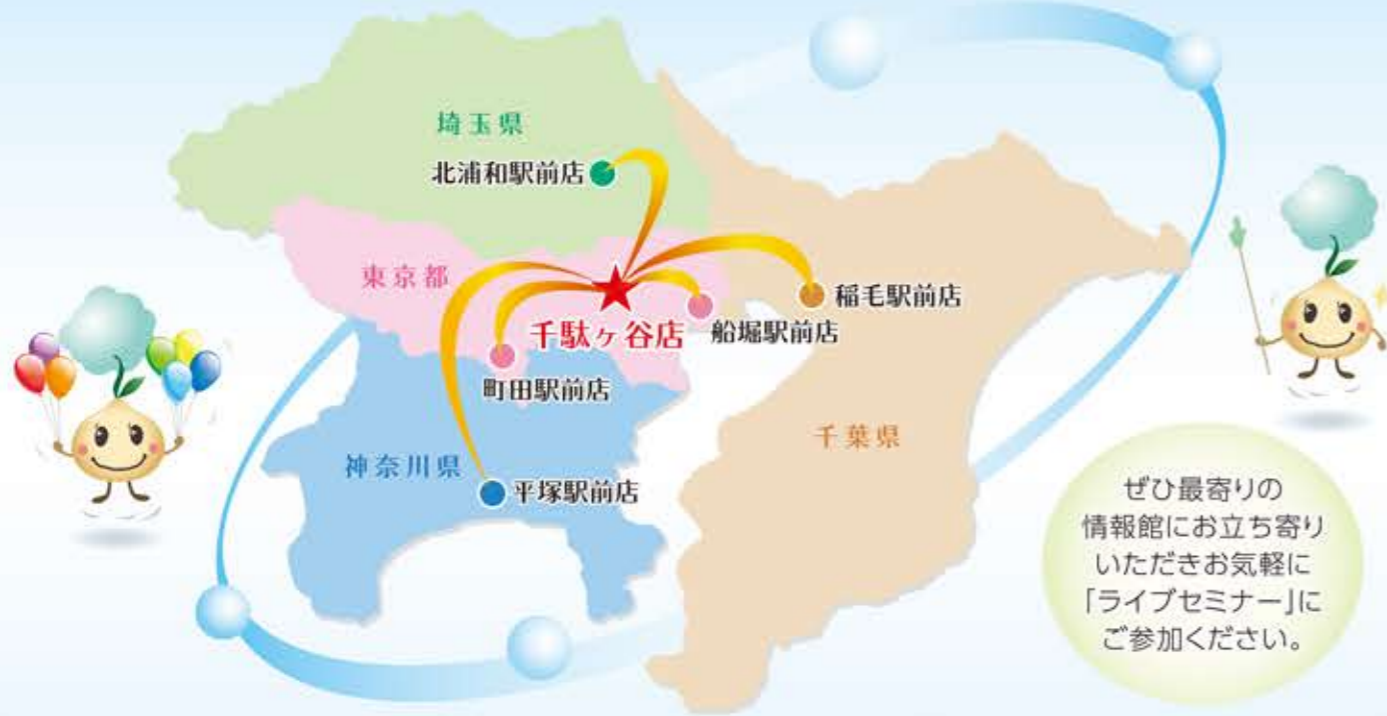 埼玉県
北浦和駅前店
東京都
稲毛駅前店
千駄ヶ谷店
船堀駅前店
町田駅前店
千葉県
神奈川県
平塚駅前店
ぜひ最寄りの
情報館にお立ち寄り
いただきお気軽に
「ライブセミナー」に
ご参加ください。